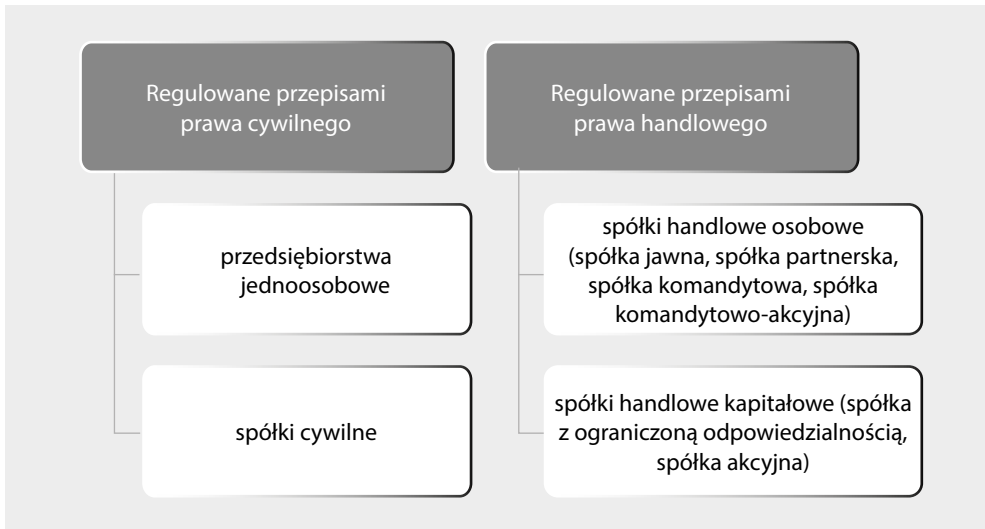 Regulowane przepisami
prawa cywilnego
przedsiębiorstwa
jednoosobowe
spółki cywilne
Regulowane przepisami
prawa handlowego
spółki handlowe osobowe
(spółka jawna, spółka partnerska,
spółka komandytowa, spółka
komandytowo-akcyjna)
spółki handlowe kapitałowe (spółka
z ograniczoną odpowiedzialnością,
spółka akcyjna)